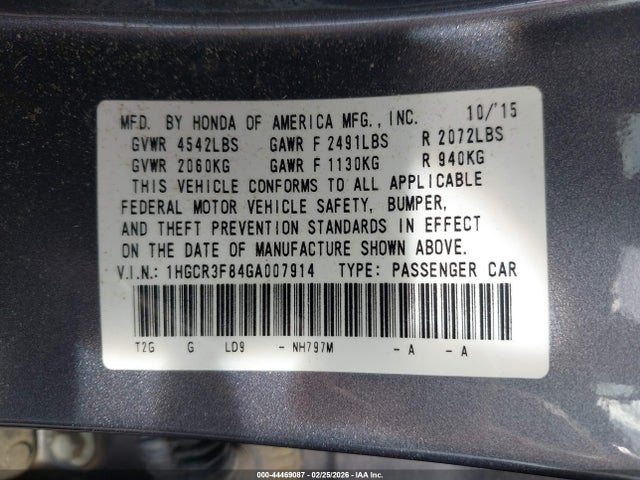 MFD. BY HONDA OF AMERICA MFG., INC. 10/'15
GVWR 4542LBS GAWR F 2491LBS R 2072LBS
GVWR 2060KG GAWR F 1130KG R 940KG
THIS VEHICLE CONFORMS TO ALL APPLICABLE
FEDERAL MOTOR VEHICLE SAFETY, BUMPER,
AND THEFT PREVENTION STANDARDS IN EFFECT
ON THE DATE OF MANUFACTURE SHOWN ABOVE.
V.I.N.: 1HGCR3F84GA007914 TYPE: PASSENGER CAR
T2G G LD9 - NH797M - A - A
000-44469087 - 02/25/2026 - IAA Inc.